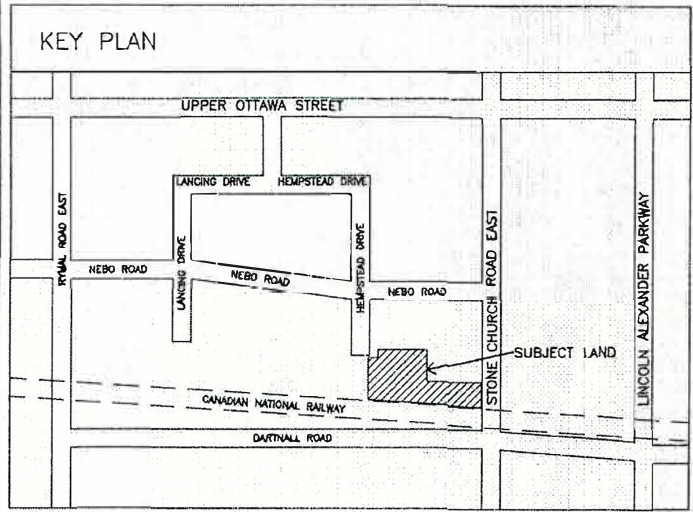 KEY PLAN
UPPER OTTAWA STREET
LANCING DRIVE
HEMPSTEAD DRIVE
RYMAL ROAD EAST
NEBO ROAD
LANCING DRIVE
NEBO ROAD
HEMPSTEAD DRIVE
NEBO ROAD
STONE CHURCH ROAD EAST
LINCOLN ALEXANDER PARKWAY
SUBJECT LAND
CANADIAN NATIONAL RAILWAY
DARTNALL ROAD